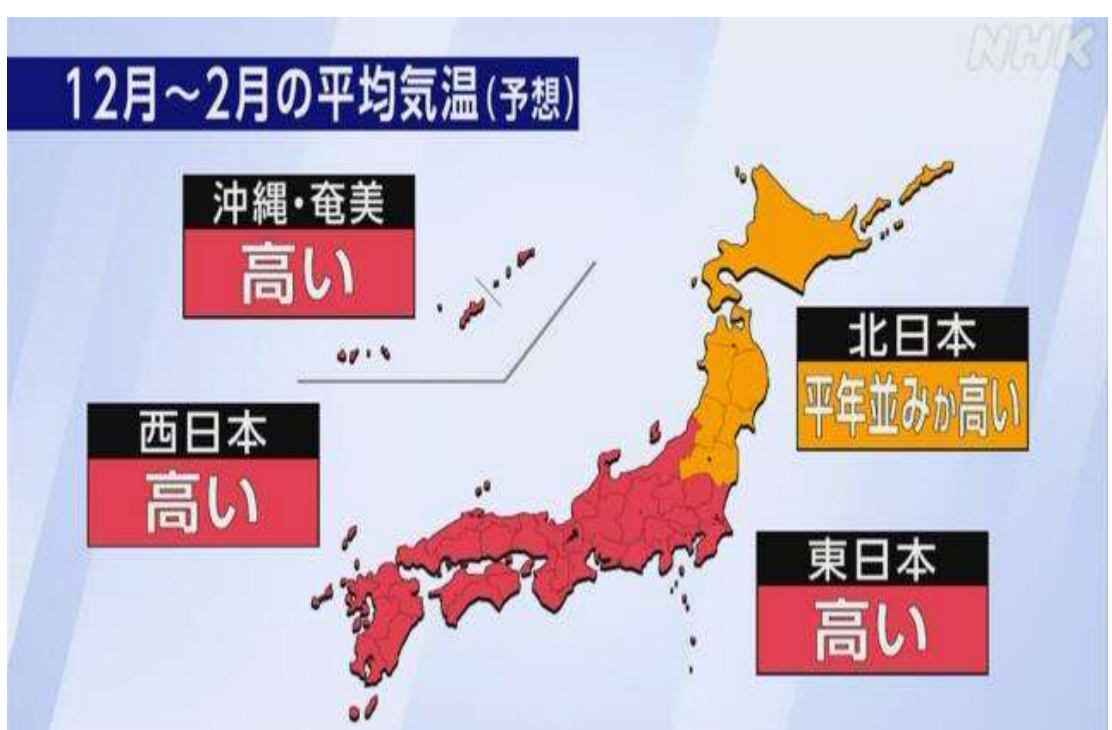 NHK
12月～2月の平均気温(予想)
沖縄・奄美
高い
北日本
平年並みか高い
西日本
高い
東日本
高い